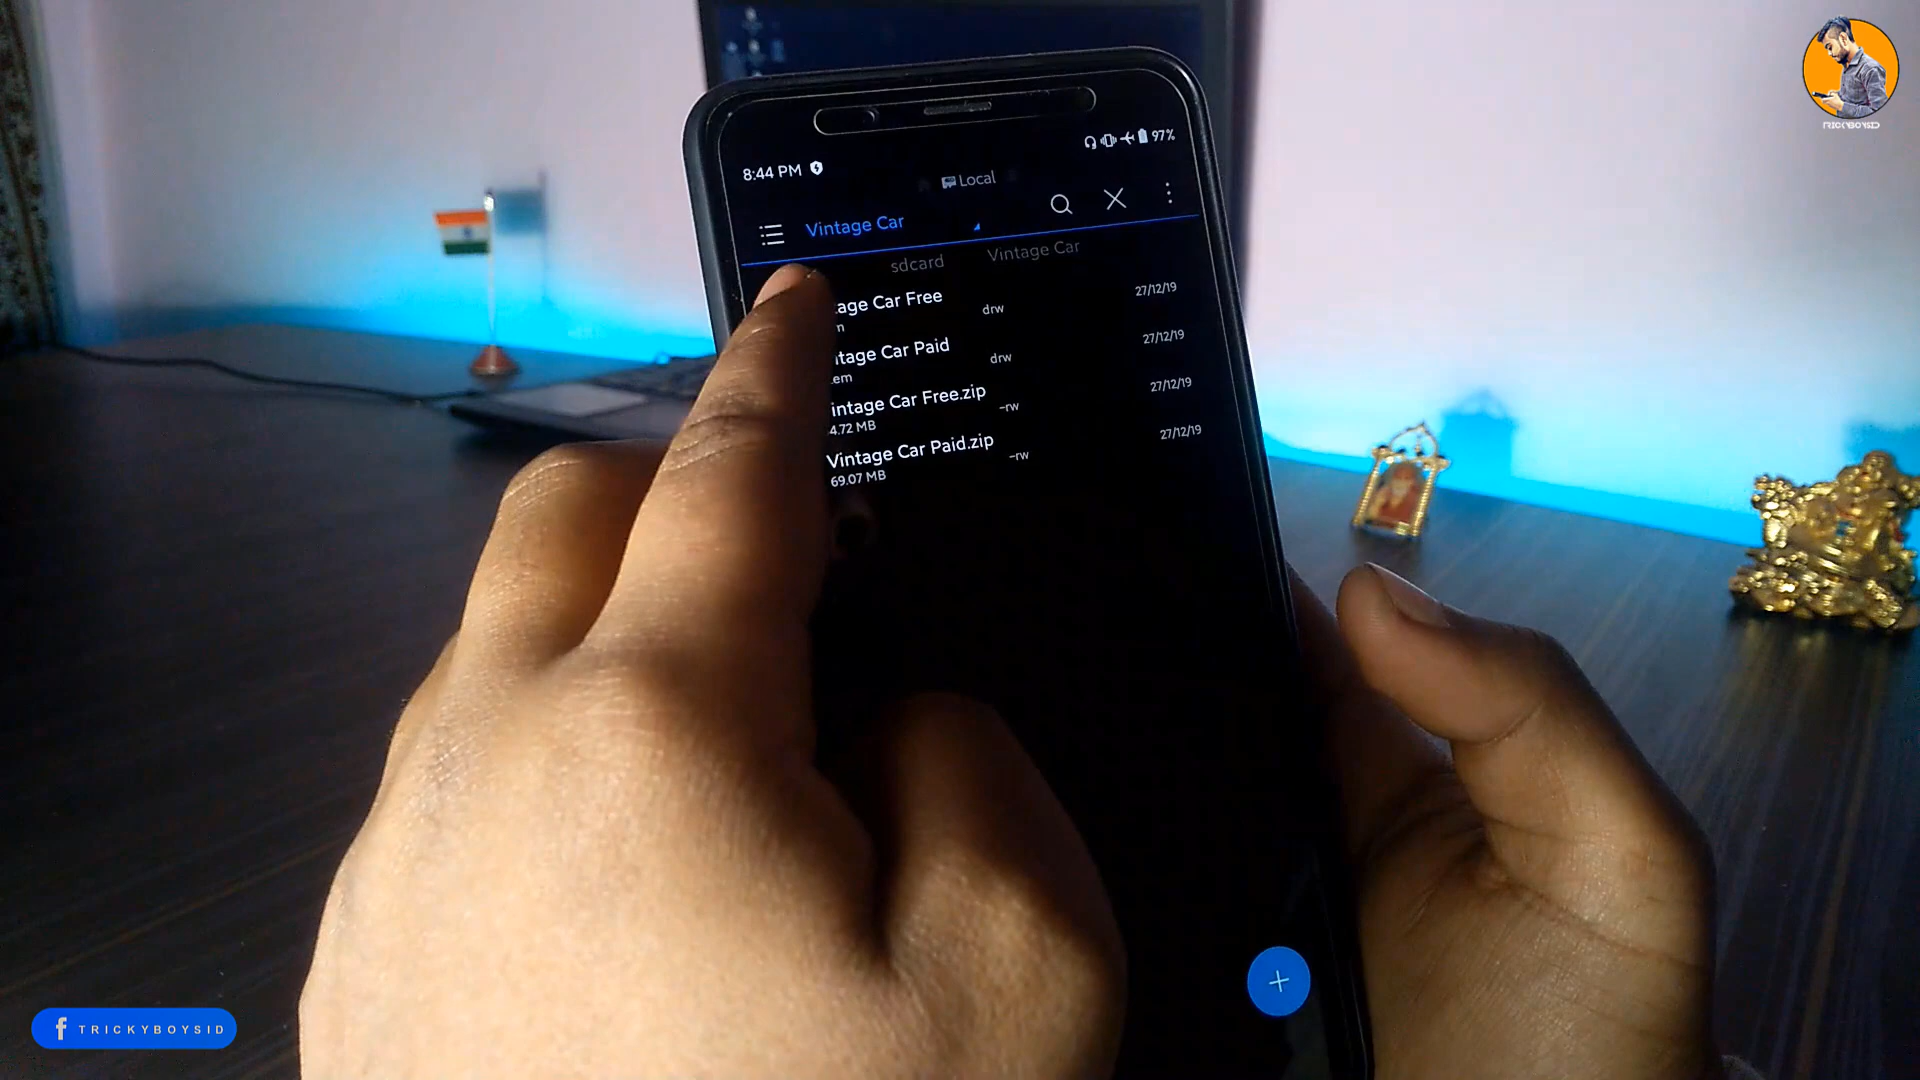 TRICKYBOYSID
8:44 PM
97%
Local
Vintage Car
sdcard Vintage Car
age Car Free
drw
27/12/19
tage Car Paid
em
drw
27/12/19
intage Car Free.zip
4.72 MB
-rw
27/12/19
Vintage Car Paid.zip
69.07 MB
-rw
27/12/19
f TRICKYBOYSID